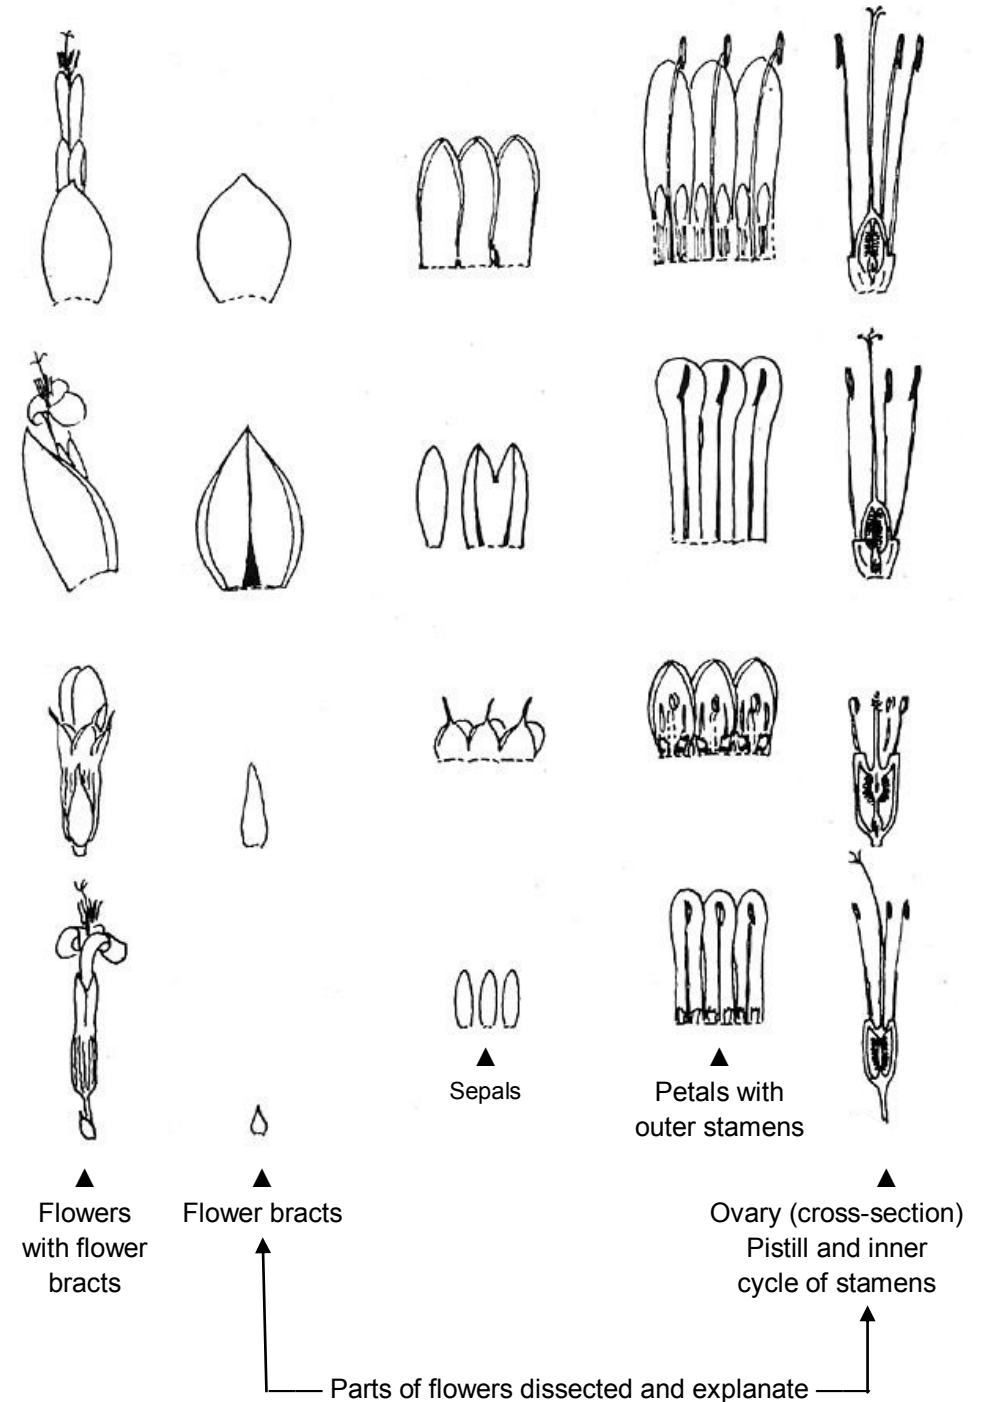 Sepals
Petals with
outer stamens
Flowers
with flower
bracts
Flower bracts
Ovary (cross-section)
Pistill and inner
cycle of stamens
Parts of flowers dissected and explanate